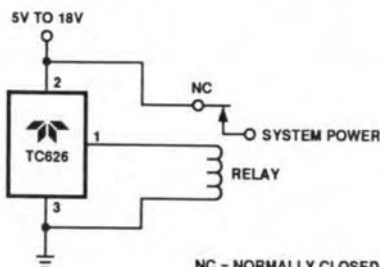 5V TO 18V
2
NC
1
SYSTEM POWER
TC626
RELAY
3
NC = NORMALLY CLOSED